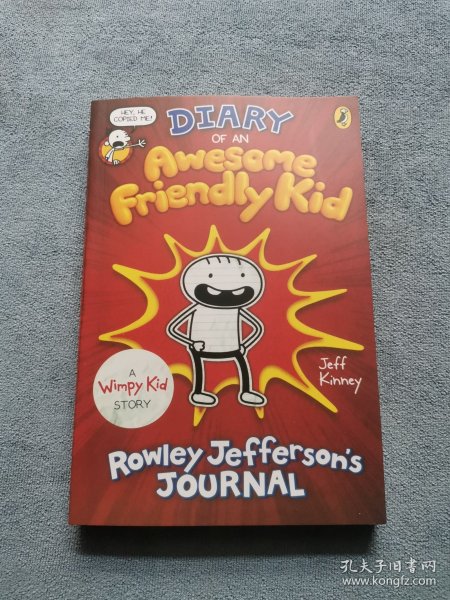 HEY, HE
COPIED ME!
DIARY
OF AN
Awesome
Friendly Kid
Jeff
Kinney
A
Wimpy Kid
STORY
Rowley Jefferson's
JOURNAL
孔夫子旧书网
www.kongfz.com